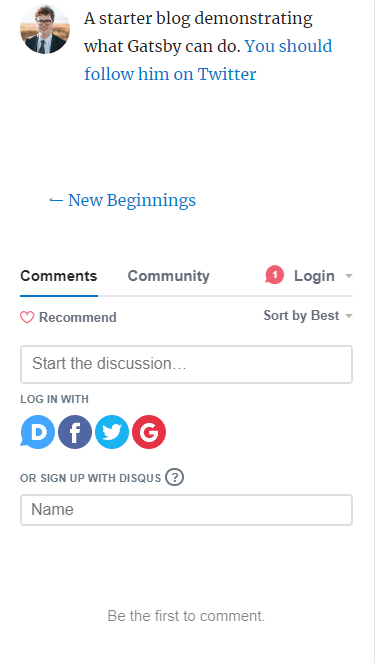 A starter blog demonstrating
what Gatsby can do. You should
follow him on Twitter
← New Beginnings
Comments Community 1 Login
Recommend Sort by Best
Start the discussion…
LOG IN WITH
D f G
OR SIGN UP WITH DISQUS ?
Name
Be the first to comment.